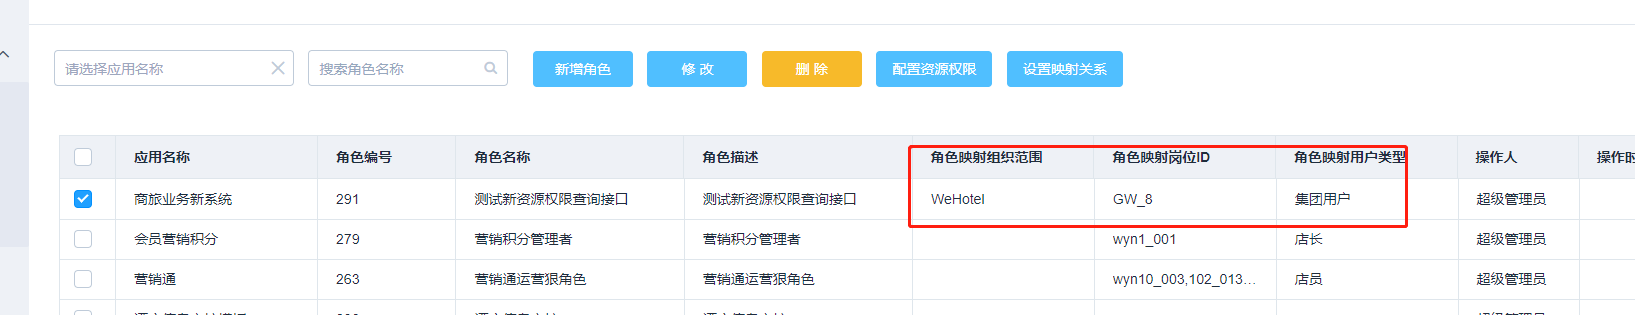 请选择应用名称 搜索角色名称 新增角色 修 改 删 除 配置资源权限 设置映射关系
应用名称 角色编号 角色名称 角色描述 角色映射组织范围 角色映射岗位ID 角色映射用户类型 操作人 操作时
商旅业务新系统 291 测试新资源权限查询接口 测试新资源权限查询接口 WeHotel GW_8 集团用户 超级管理员
会员营销积分 279 营销积分管理者 营销积分管理者 wyn1_001 店长 超级管理员
营销通 263 营销通运营狠角色 营销通运营狠角色 wyn10_003,102_013... 店员 超级管理员